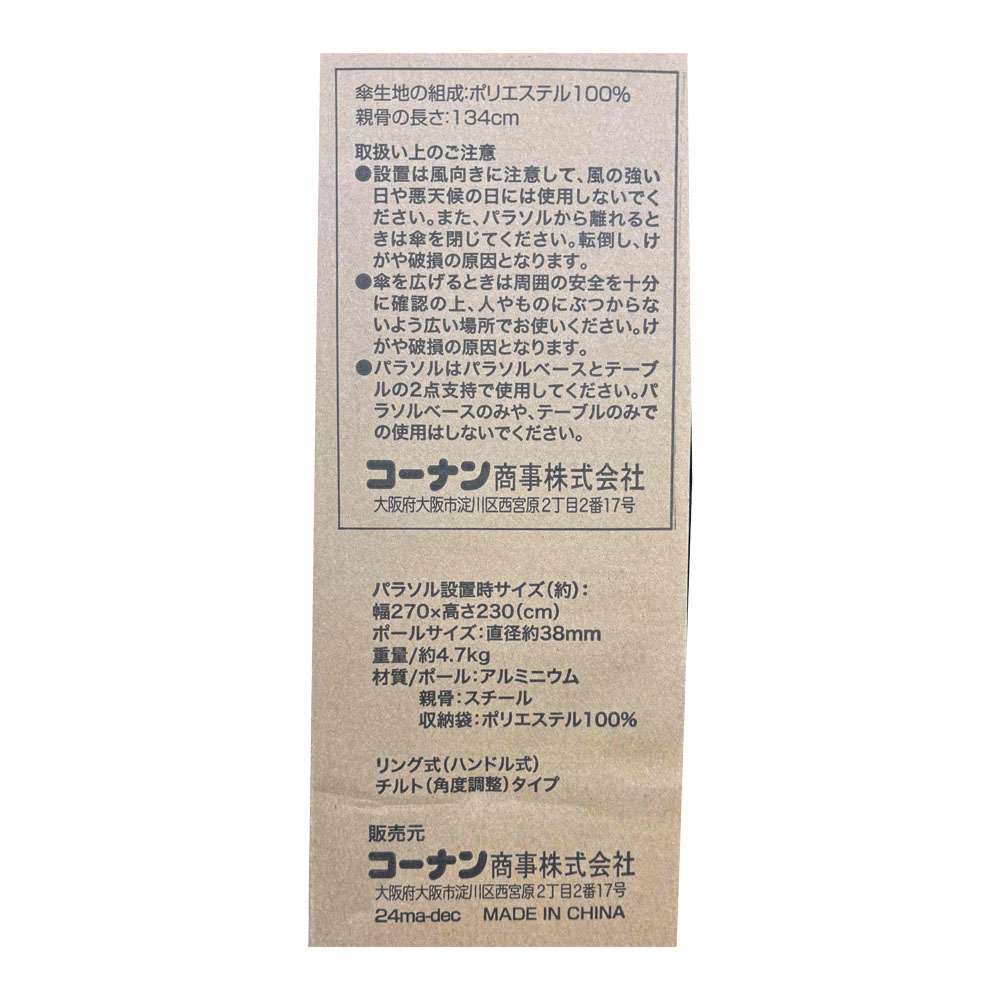 傘生地の組成:ポリエステル100%
親骨の長さ:134cm
取扱い上のご注意
●設置は風向きに注意して、風の強い
日や悪天候の日には使用しないでく
ださい。また、パラソルから離れると
きは傘を閉じてください。転倒し、け
がや破損の原因となります。
●傘を広げるときは周囲の安全を十分
に確認の上、人やものにぶつからな
いよう広い場所でお使いください。け
がや破損の原因となります。
●パラソルはパラソルベースとテーブ
ルの2点支持で使用してください。パ
ラソルベースのみや、テーブルのみで
の使用はしないでください。
コーナン商事株式会社
大阪府大阪市淀川区西宮原2丁目2番17号
パラソル設置時サイズ(約):
幅270×高さ230(cm)
ポールサイズ:直径約38mm
重量/約4.7kg
材質/ポール:アルミニウム
親骨:スチール
収納袋:ポリエステル100%
リング式(ハンドル式)
チルト(角度調整)タイプ
販売元
コーナン商事株式会社
大阪府大阪市淀川区西宮原2丁目2番17号
24ma-dec MADE IN CHINA